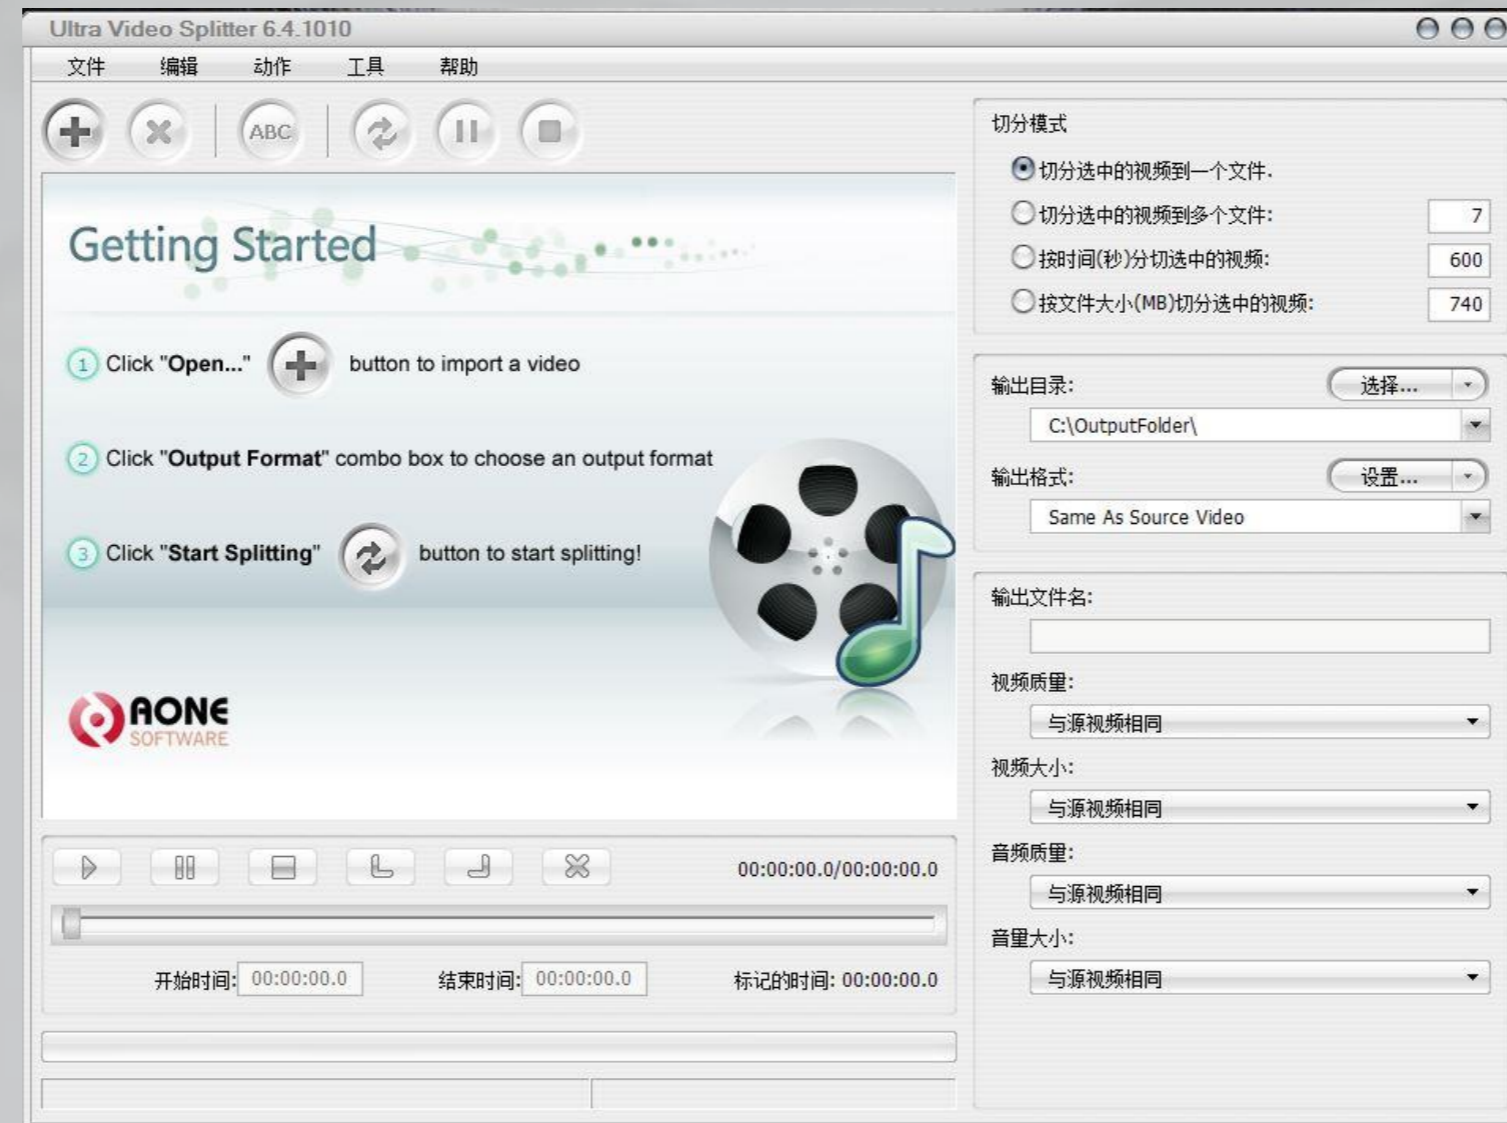 Ultra Video Splitter 6.4.1010
文件 编辑 动作 工具 帮助
ABC
Getting Started
1 Click "Open..." button to import a video
2 Click "Output Format" combo box to choose an output format
3 Click "Start Splitting" button to start splitting!
AONE
SOFTWARE
00:00:00.0/00:00:00.0
开始时间: 00:00:00.0 结束时间: 00:00:00.0 标记的时间: 00:00:00.0
切分模式
切分选中的视频到一个文件.
切分选中的视频到多个文件: 7
按时间(秒)分切选中的视频: 600
按文件大小(MB)切分选中的视频: 740
输出目录: 选择...
C:\OutputFolder\
输出格式: 设置...
Same As Source Video
输出文件名:
视频质量:
与源视频相同
视频大小:
与源视频相同
音频质量:
与源视频相同
音量大小:
与源视频相同